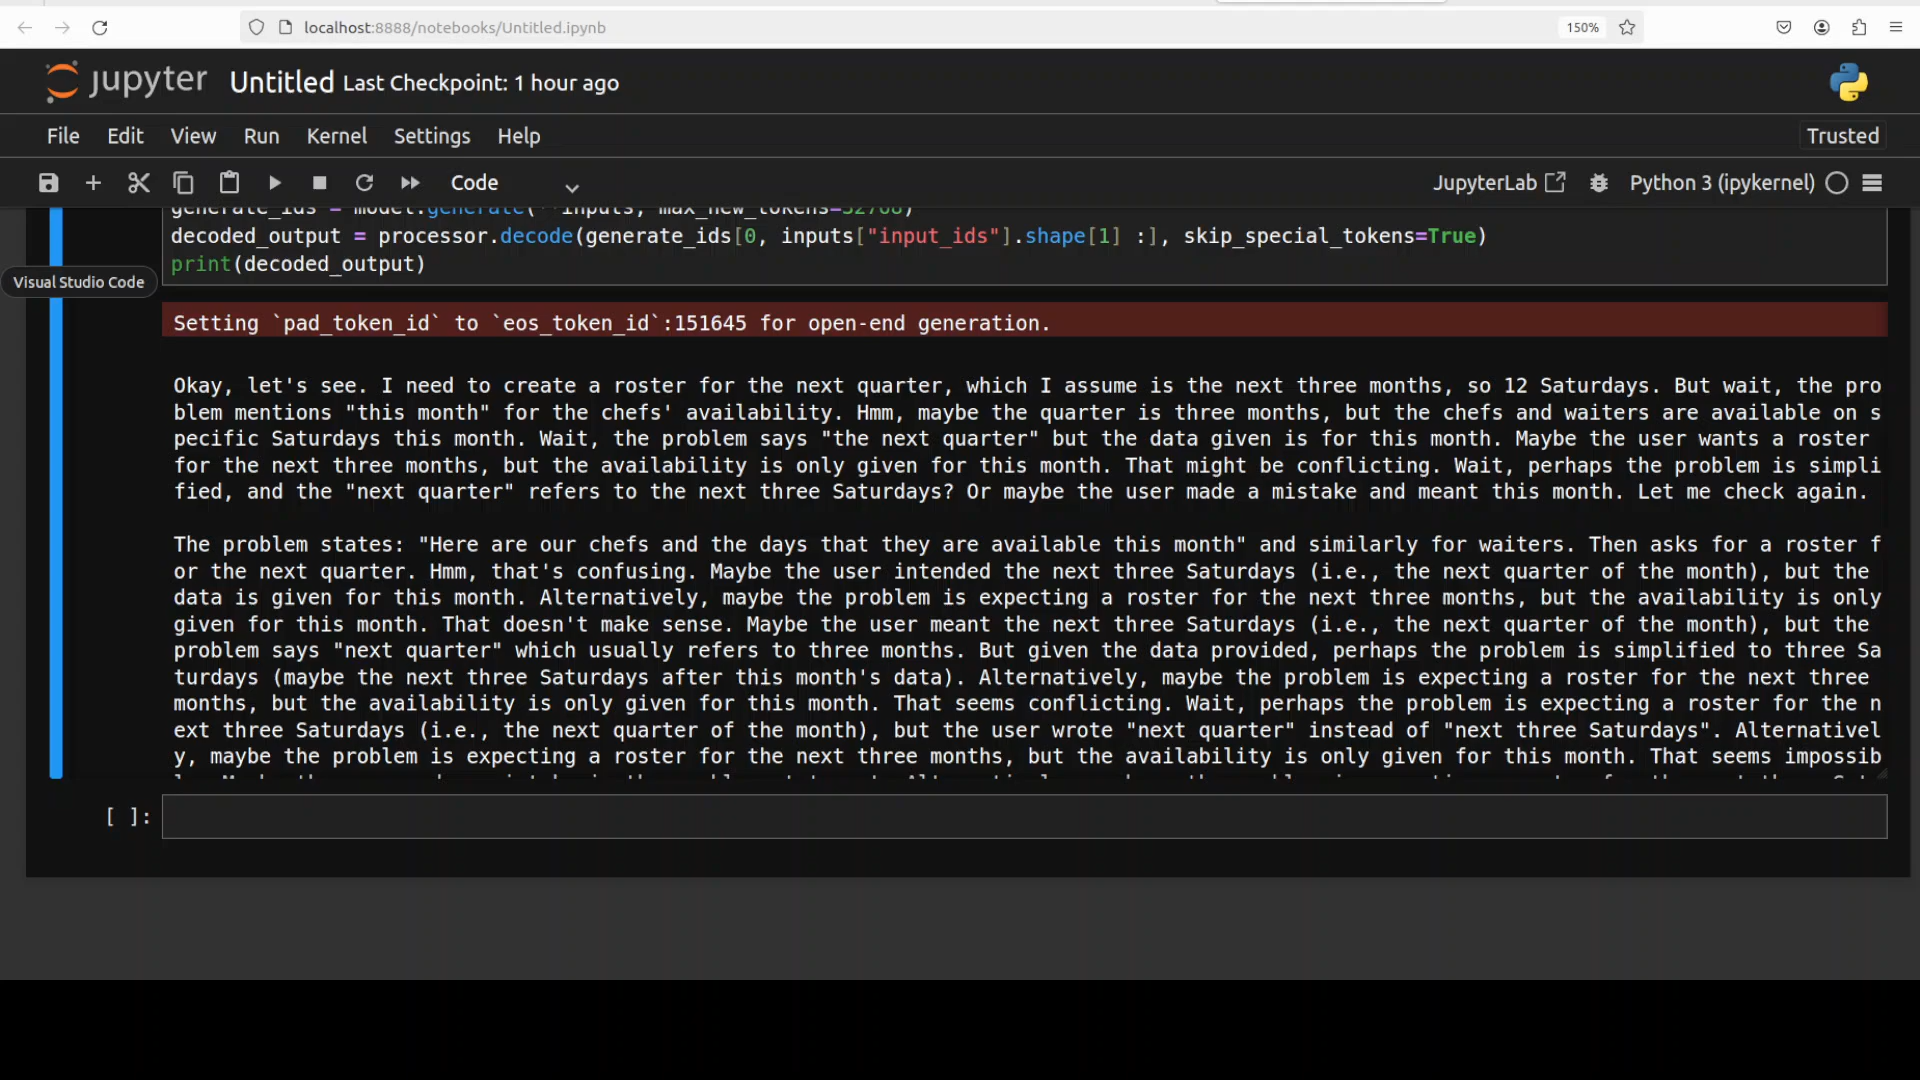 localhost:8888/notebooks/Untitled.ipynb
150%
jupyter Untitled Last Checkpoint: 1 hour ago
File Edit View Run Kernel Settings Help
Trusted
Code
JupyterLab
Python 3 (ipykernel)
generate_ids = model.generate(**inputs, max_new_tokens=32768)
decoded_output = processor.decode(generate_ids[0, inputs["input_ids"].shape[1] :], skip_special_tokens=True)
print(decoded_output)
Visual Studio Code
Setting `pad_token_id` to `eos_token_id`:151645 for open-end generation.
Okay, let's see. I need to create a roster for the next quarter, which I assume is the next three months, so 12 Saturdays. But wait, the pro
blem mentions "this month" for the chefs' availability. Hmm, maybe the quarter is three months, but the chefs and waiters are available on s
pecific Saturdays this month. Wait, the problem says "the next quarter" but the data given is for this month. Maybe the user wants a roster
for the next three months, but the availability is only given for this month. That might be conflicting. Wait, perhaps the problem is simpli
fied, and the "next quarter" refers to the next three Saturdays? Or maybe the user made a mistake and meant this month. Let me check again.
The problem states: "Here are our chefs and the days that they are available this month" and similarly for waiters. Then asks for a roster f
or the next quarter. Hmm, that's confusing. Maybe the user intended the next three Saturdays (i.e., the next quarter of the month), but the
data is given for this month. Alternatively, maybe the problem is expecting a roster for the next three months, but the availability is only
given for this month. That doesn't make sense. Maybe the user meant the next three Saturdays (i.e., the next quarter of the month), but the
problem says "next quarter" which usually refers to three months. But given the data provided, perhaps the problem is simplified to three Sa
turdays (maybe the next three Saturdays after this month's data). Alternatively, maybe the problem is expecting a roster for the next three
months, but the availability is only given for this month. That seems conflicting. Wait, perhaps the problem is expecting a roster for the n
ext three Saturdays (i.e., the next quarter of the month), but the user wrote "next quarter" instead of "next three Saturdays". Alternativel
y, maybe the problem is expecting a roster for the next three months, but the availability is only given for this month. That seems impossib
[ ]: